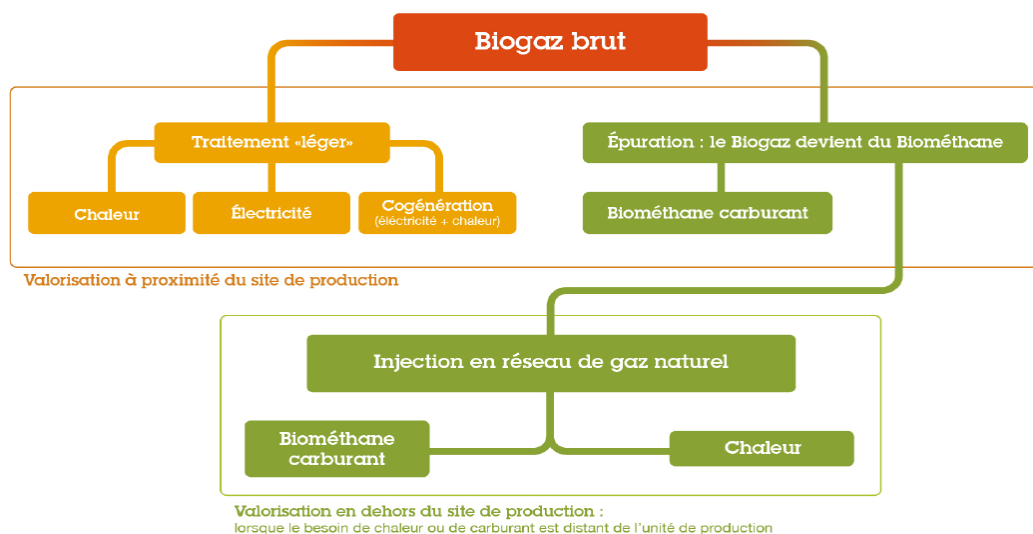 Biogaz brut
Traitement «léger»
Épuration : le Biogaz devient du Biométhane
Chaleur
Électricité
Cogénération
(éléctricité + chaleur)
Biométhane carburant
Valorisation à proximité du site de production
Injection en réseau de gaz naturel
Biométhane
carburant
Chaleur
Valorisation en dehors du site de production :
lorsque le besoin de chaleur ou de carburant est distant de l'unité de production